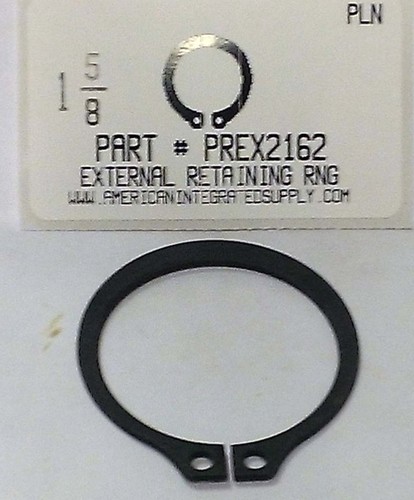 PLN
1 5/8
PART # PREX2162
EXTERNAL RETAINING RNG
WWW.AMERICANINTEGRATEDSUPPLY.COM